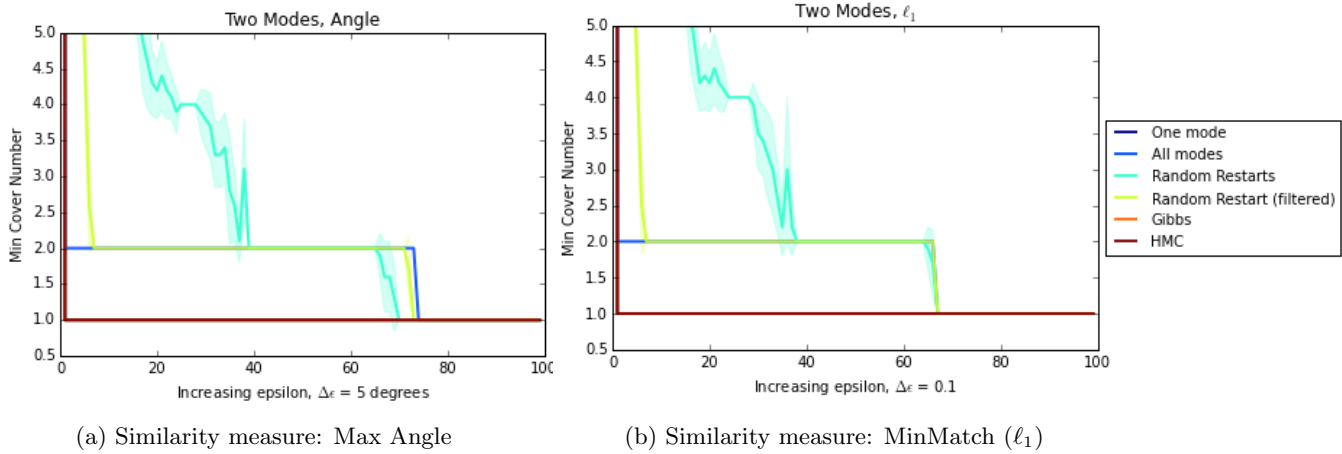 Two Modes, Angle
5.0
4.5
4.0
3.5
3.0
2.5
2.0
1.5
1.0
0.5
Min Cover Number
0 20 40 60 80 100
Increasing epsilon, Δϵ = 5 degrees
(a) Similarity measure: Max Angle
Two Modes, ℓ₁
5.0
4.5
4.0
3.5
3.0
2.5
2.0
1.5
1.0
0.5
Min Cover Number
0 20 40 60 80 100
Increasing epsilon, Δϵ = 0.1
(b) Similarity measure: MinMatch (ℓ₁)
One mode
All modes
Random Restarts
Random Restart (filtered)
Gibbs
HMC